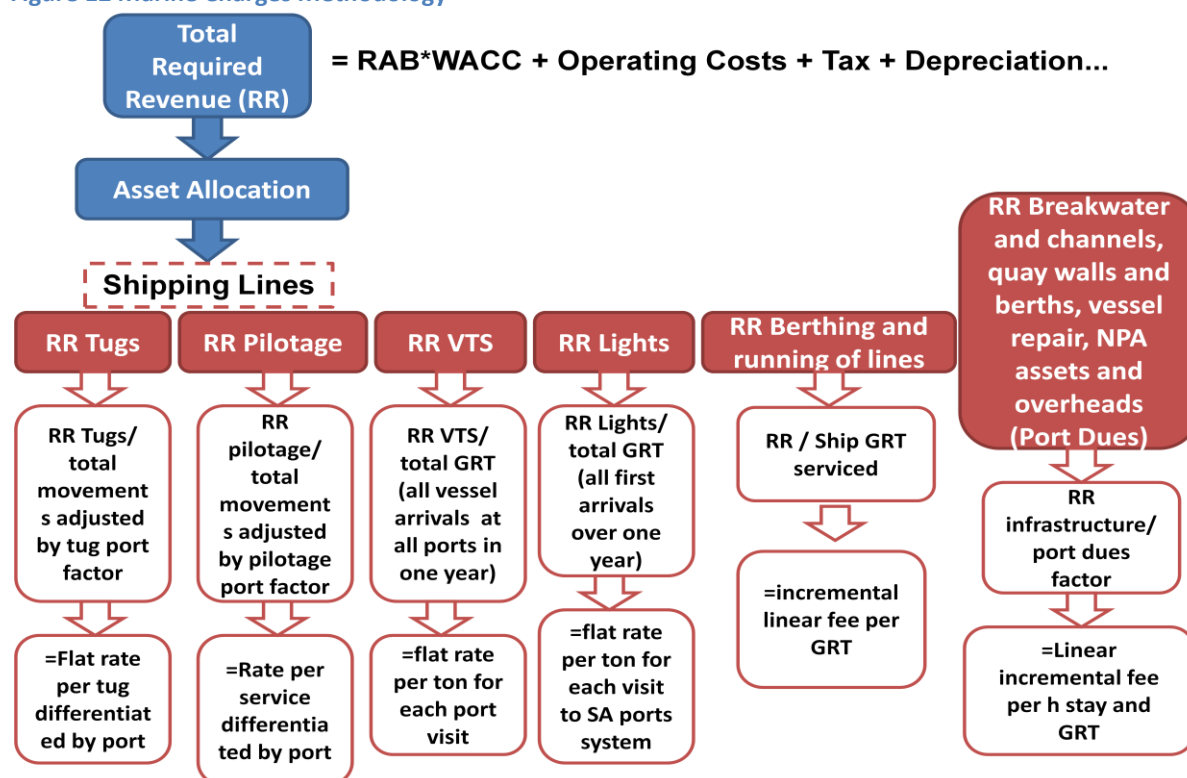 Total
Required
Revenue (RR)
= RAB*WACC + Operating Costs + Tax + Depreciation...
Asset Allocation
Shipping Lines
RR Tugs
RR Tugs/
total
movement
s adjusted
by tug port
factor
=Flat rate
per tug
differentiat
ed by port
RR Pilotage
RR
pilotage/
total
movement
s adjusted
by pilotage
port factor
=Rate per
service
differentia
ted by port
RR VTS
RR VTS/
total GRT
(all vessel
arrivals at
all ports in
one year)
=flat rate
per ton for
each port
visit
RR Lights
RR Lights/
total GRT
(all first
arrivals
over one
year)
=flat rate
per ton for
each visit
to SA ports
system
RR Berthing and
running of lines
RR / Ship GRT
serviced
=incremental
linear fee per
GRT
RR Breakwater
and channels,
quay walls and
berths, vessel
repair, NPA
assets and
overheads
(Port Dues)
RR
infrastructure/
port dues
factor
=Linear
incremental fee
per h stay and
GRT